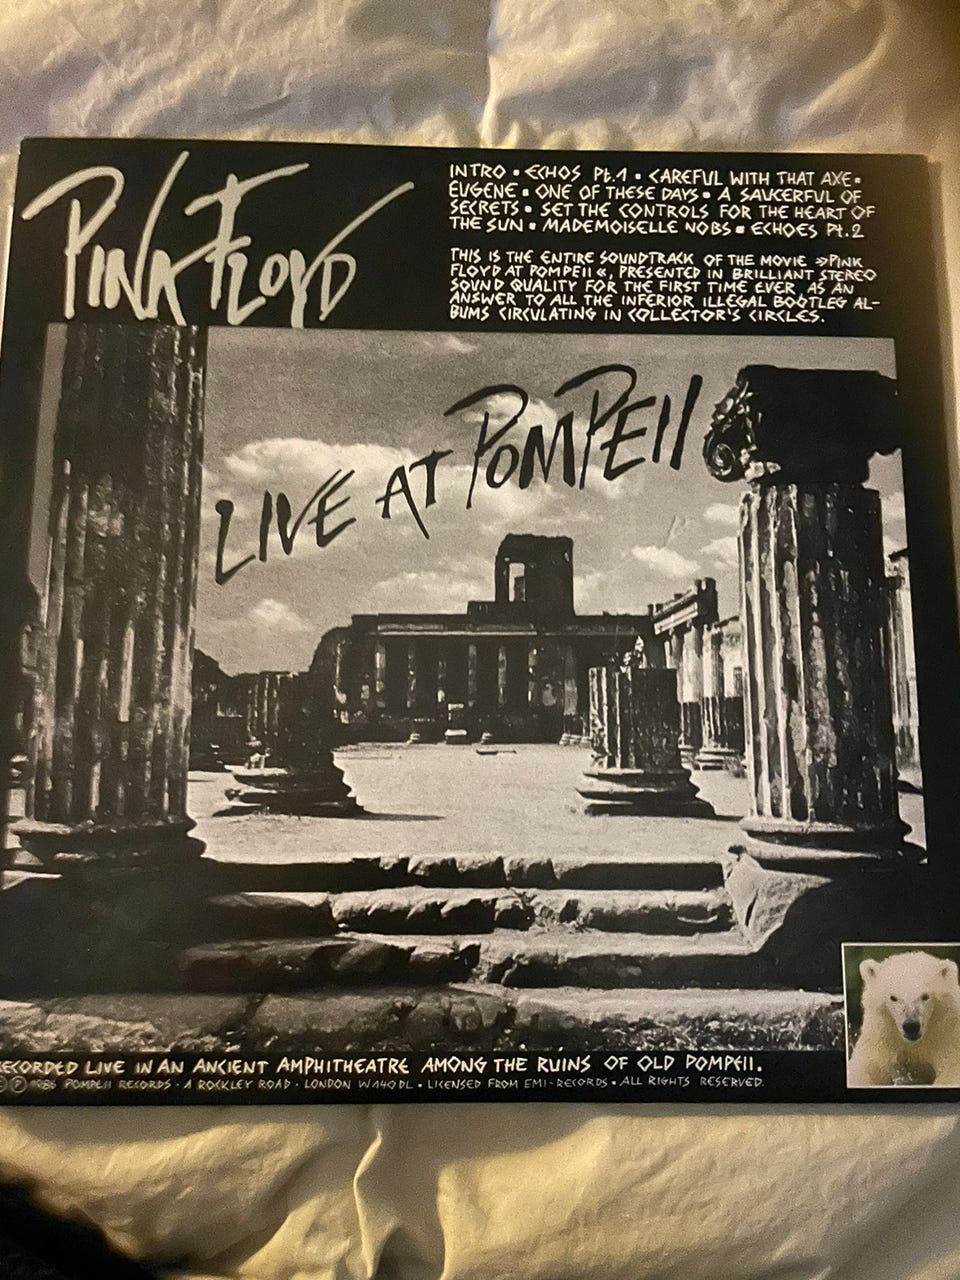 PINK FLOYD
INTRO ▪ ECHOS Pt.1 ▪ CAREFUL WITH THAT AXE▪
EUGENE ▪ ONE OF THESE DAYS ▪ A SAUCERFUL OF
SECRETS ▪ SET THE CONTROLS FOR THE HEART OF
THE SUN ▪ MADEMOISELLE NOBS ▪ ECHOES Pt.2
THIS IS THE ENTIRE SOUNDTRACK OF THE MOVIE »PINK
FLOYD AT POMPEII«, PRESENTED IN BRILLIANT STEREO
SOUND QUALITY FOR THE FIRST TIME EVER, AS AN
ANSWER TO ALL THE INFERIOR ILLEGAL BOOTLEG AL-
BUMS CIRCULATING IN COLLECTOR'S CIRCLES.
LIVE AT POMPEII
RECORDED LIVE IN AN ANCIENT AMPHITHEATRE AMONG THE RUINS OF OLD POMPEII.
© ℗ 1986 POMPEII RECORDS · 1 ROCKLEY ROAD · LONDON W140DL ▪ LICENSED FROM EMI-RECORDS ▪ ALL RIGHTS RESERVED.